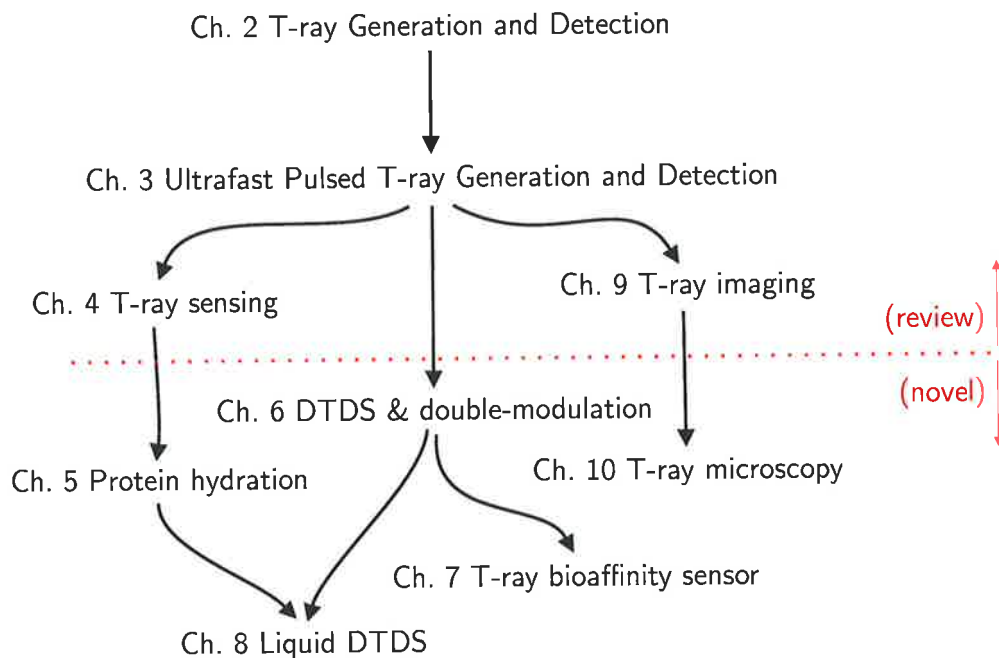 Ch. 2 T-ray Generation and Detection
Ch. 3 Ultrafast Pulsed T-ray Generation and Detection
Ch. 4 T-ray sensing
Ch. 9 T-ray imaging
(review)
(novel)
Ch. 6 DTDS & double-modulation
Ch. 5 Protein hydration
Ch. 10 T-ray microscopy
Ch. 7 T-ray bioaffinity sensor
Ch. 8 Liquid DTDS